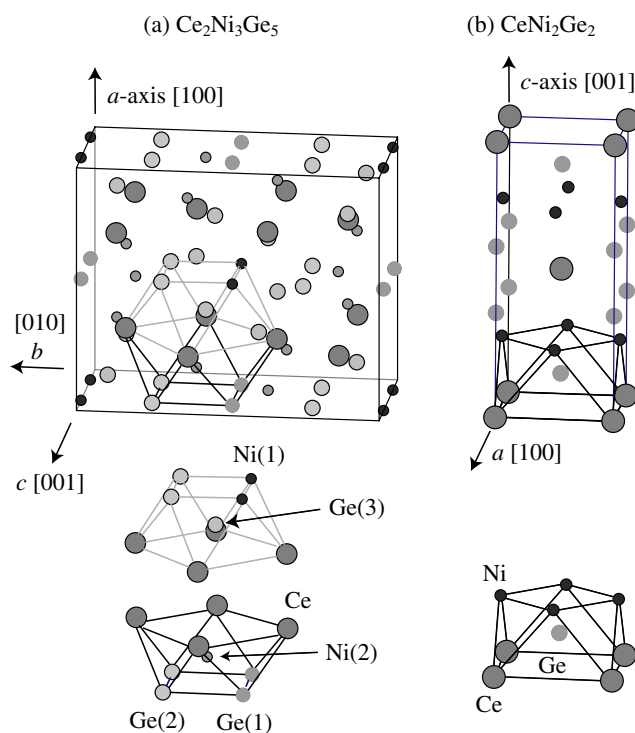 (a) Ce₂Ni₃Ge₅
(b) CeNi₂Ge₂
a-axis [100]
c-axis [001]
[010]
b
c [001]
a [100]
Ni(1)
Ge(3)
Ce
Ni(2)
Ge(2)
Ge(1)
Ni
Ge
Ce